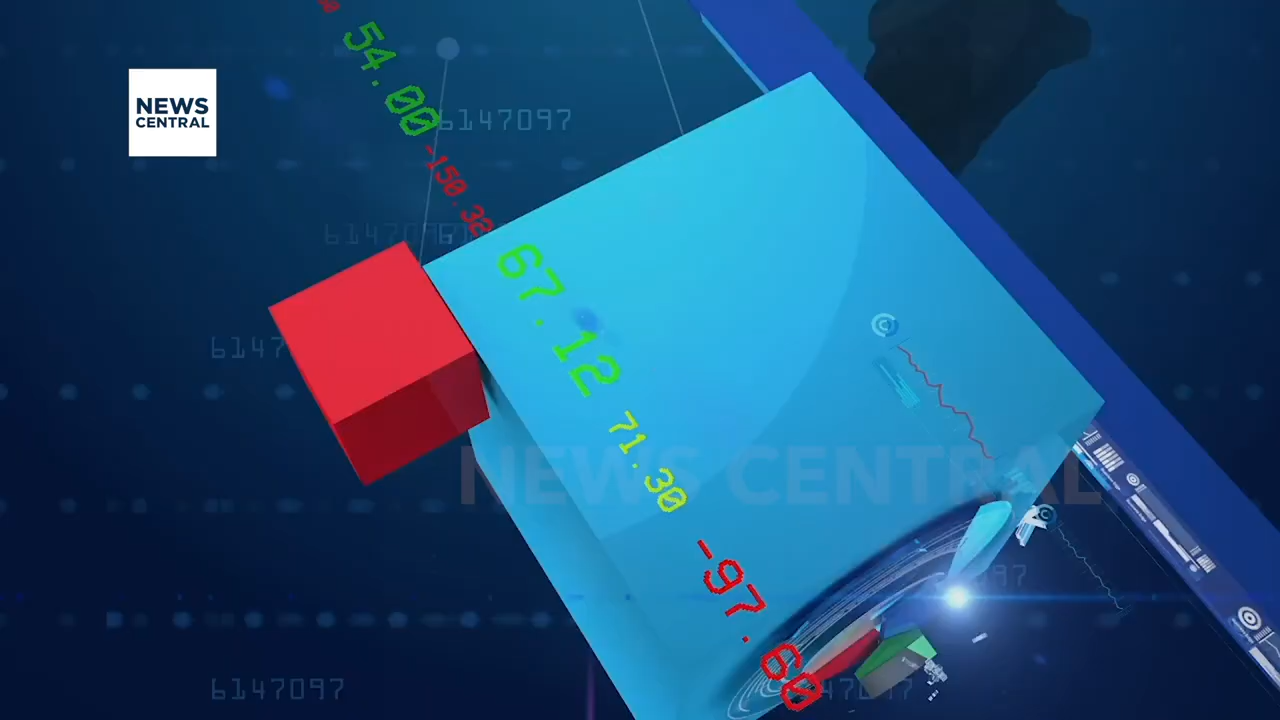 NEWS
CENTRAL
54.00
6147097
-150.32
67.12
71.30
NEWS CENTRAL
-97.60
6147097